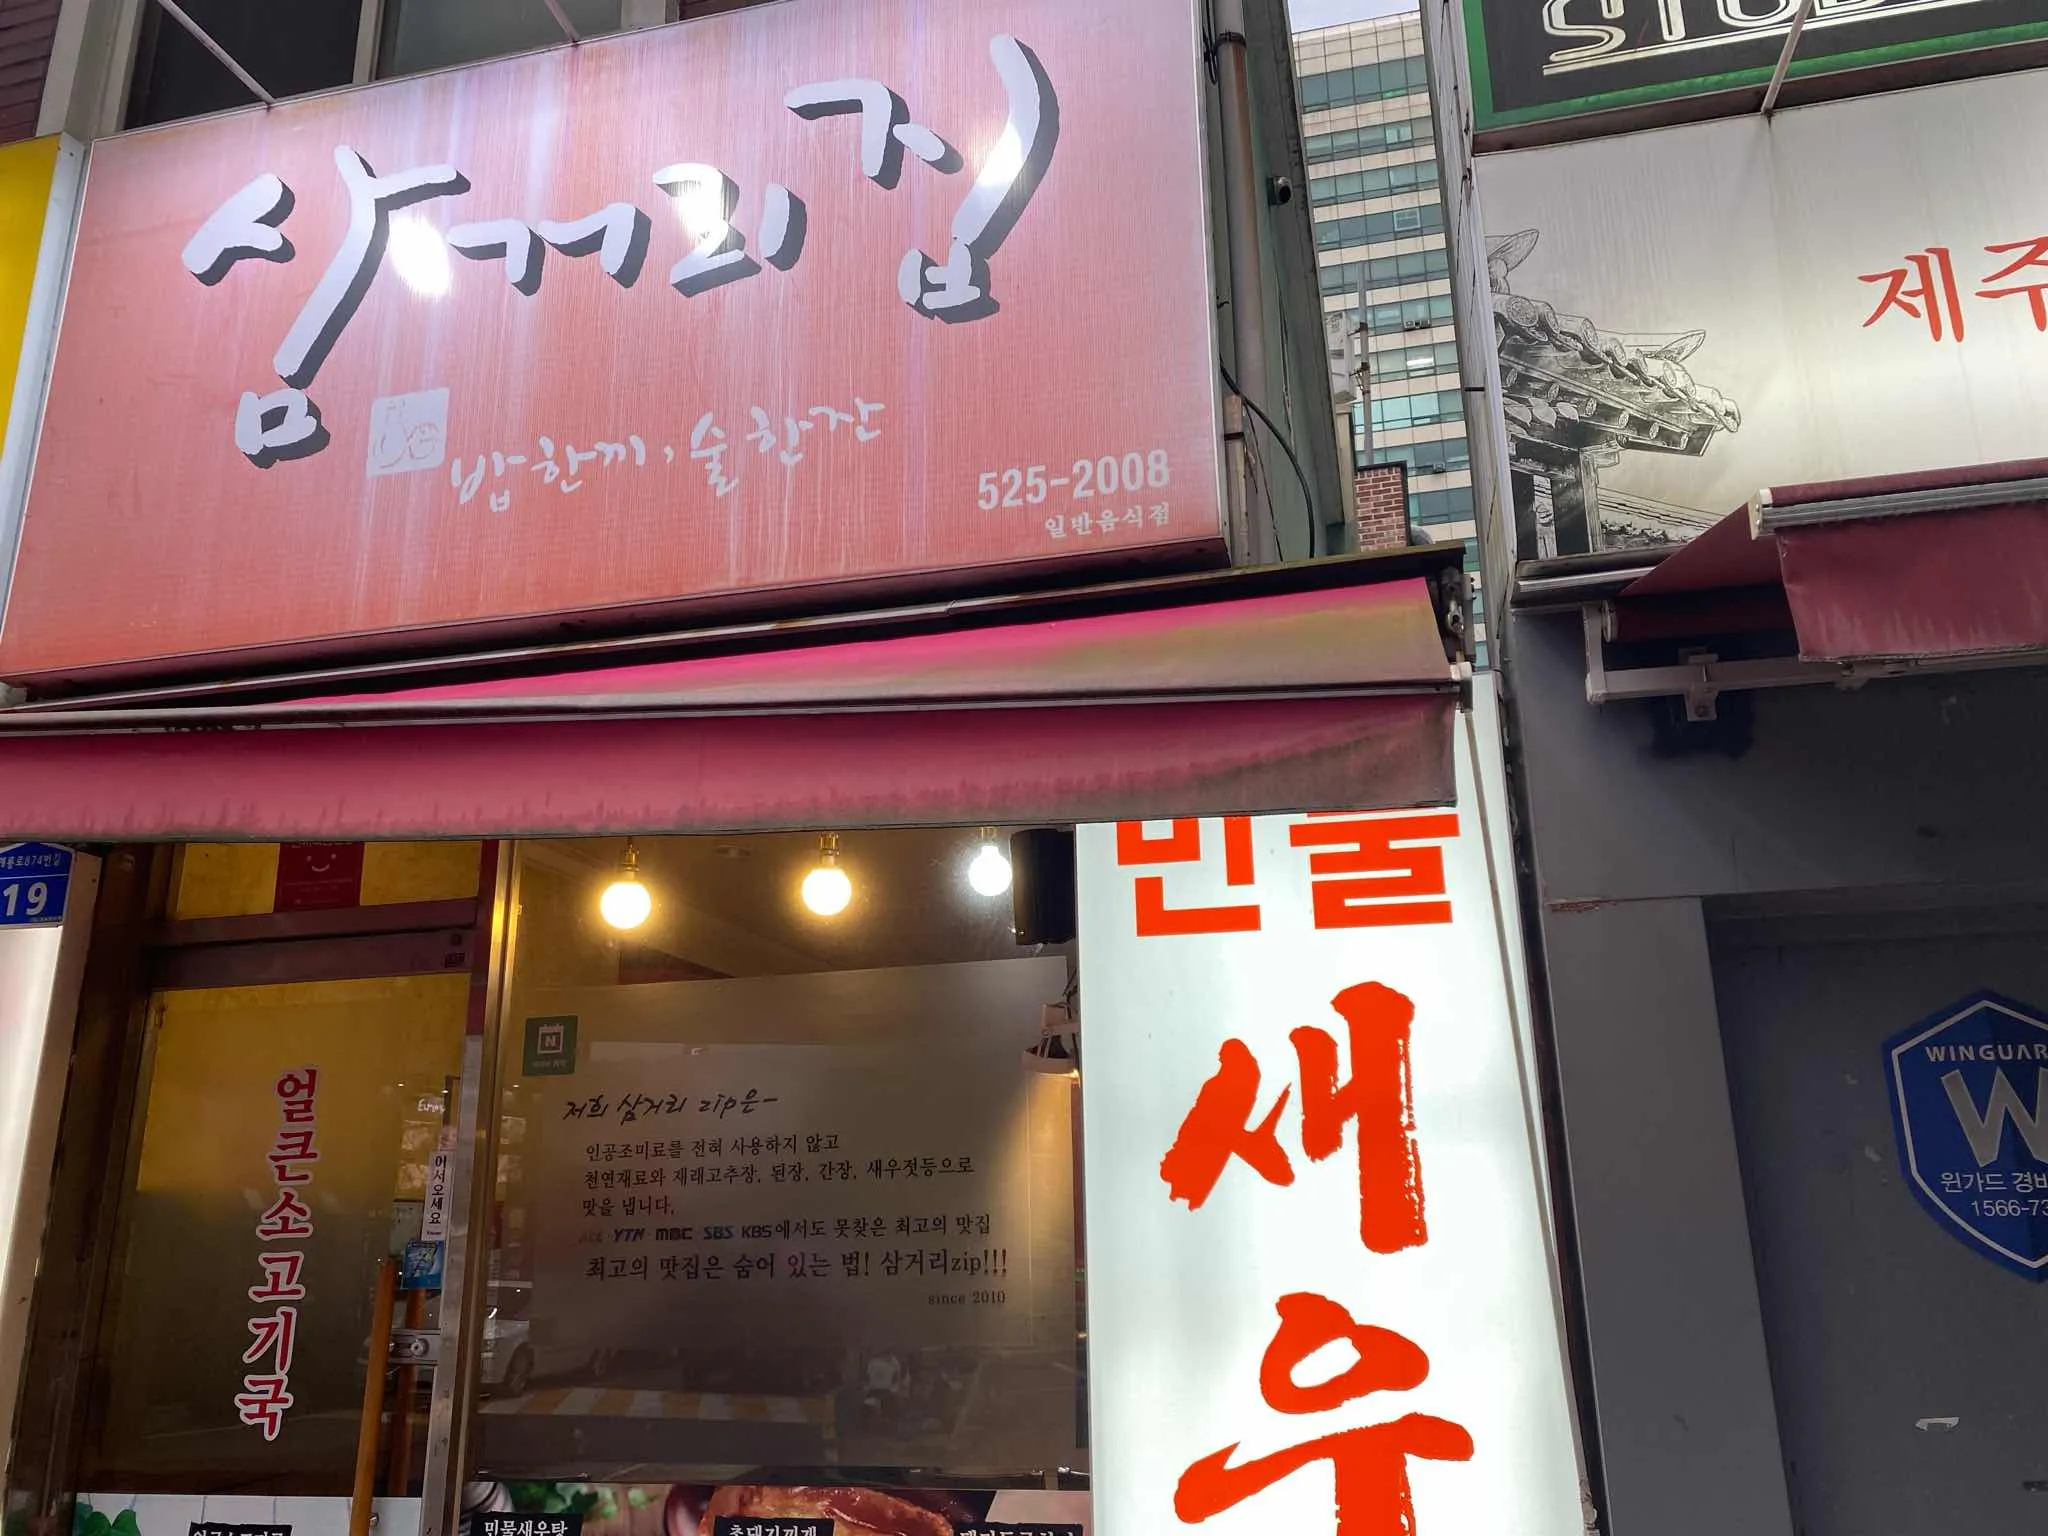 삼거리집
밥한끼, 술한잔
525-2008
일반음식점
제주
19
얼큰소고기국
어서오세요
N
저희 삼거리 zip은~
인공조미료를 전혀 사용하지 않고
천연재료와 재래고추장, 된장, 간장, 새우젓등으로
맛을 냅니다.
YTN MBC SBS KBS에서도 못찾은 최고의 맛집
최고의 맛집은 숨어 있는 법! 삼거리zip!!!
since 2010
민물
새
우
민물새우탕
WINGUAR
W
윈가드 경비
1566-73